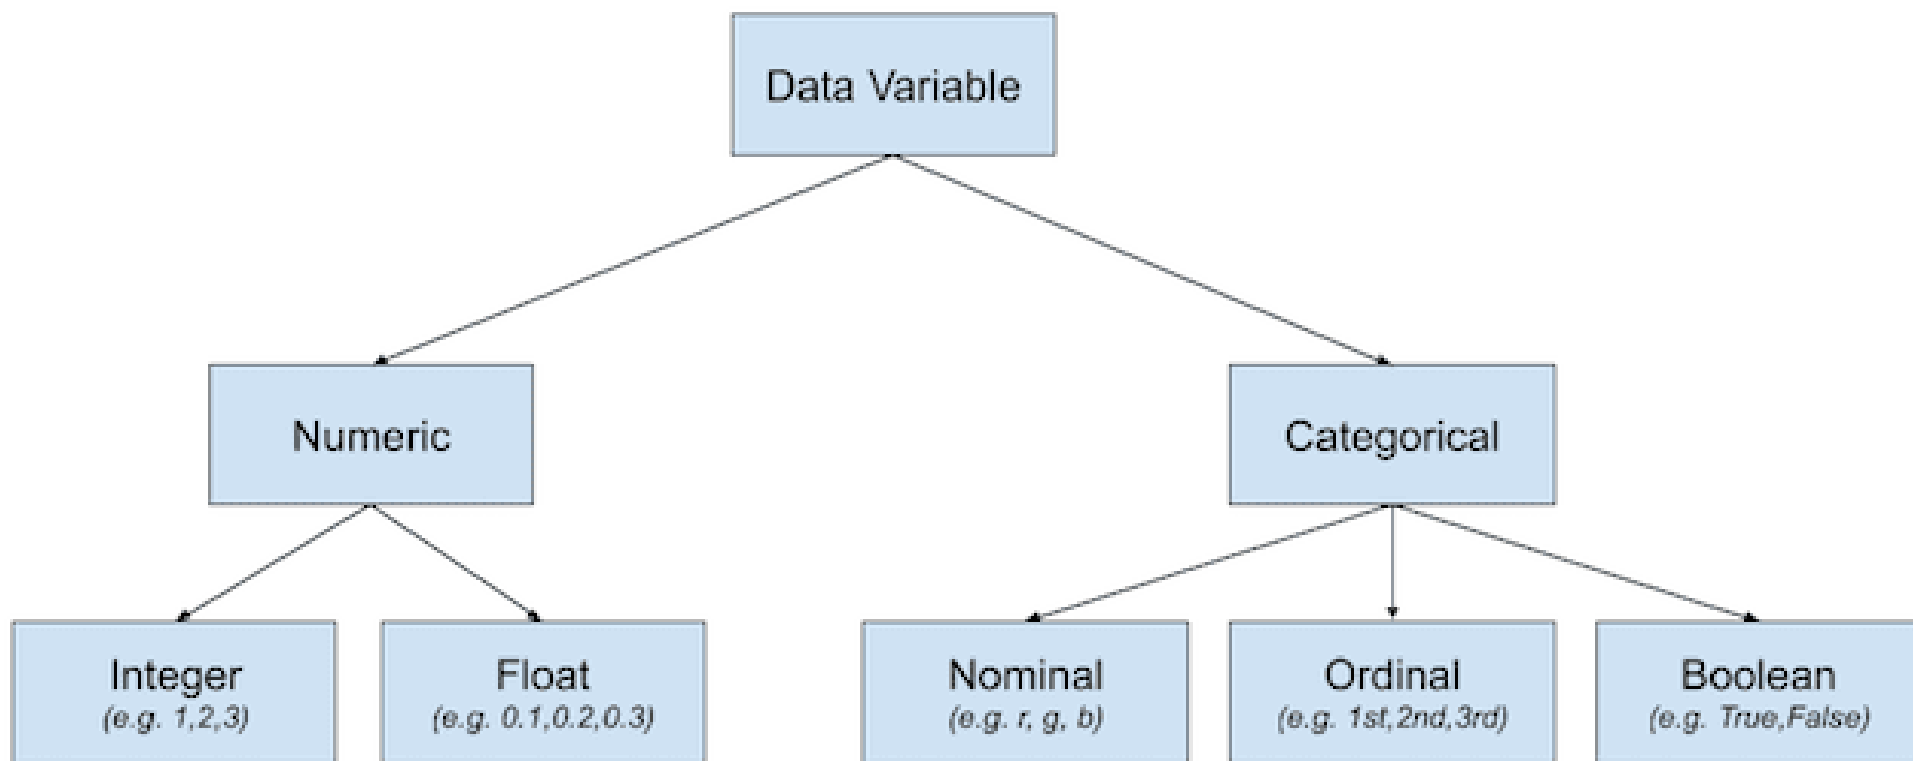 Data Variable
Numeric
Categorical
Integer
(e.g. 1,2,3)
Float
(e.g. 0.1,0.2,0.3)
Nominal
(e.g. r, g, b)
Ordinal
(e.g. 1st,2nd,3rd)
Boolean
(e.g. True,False)